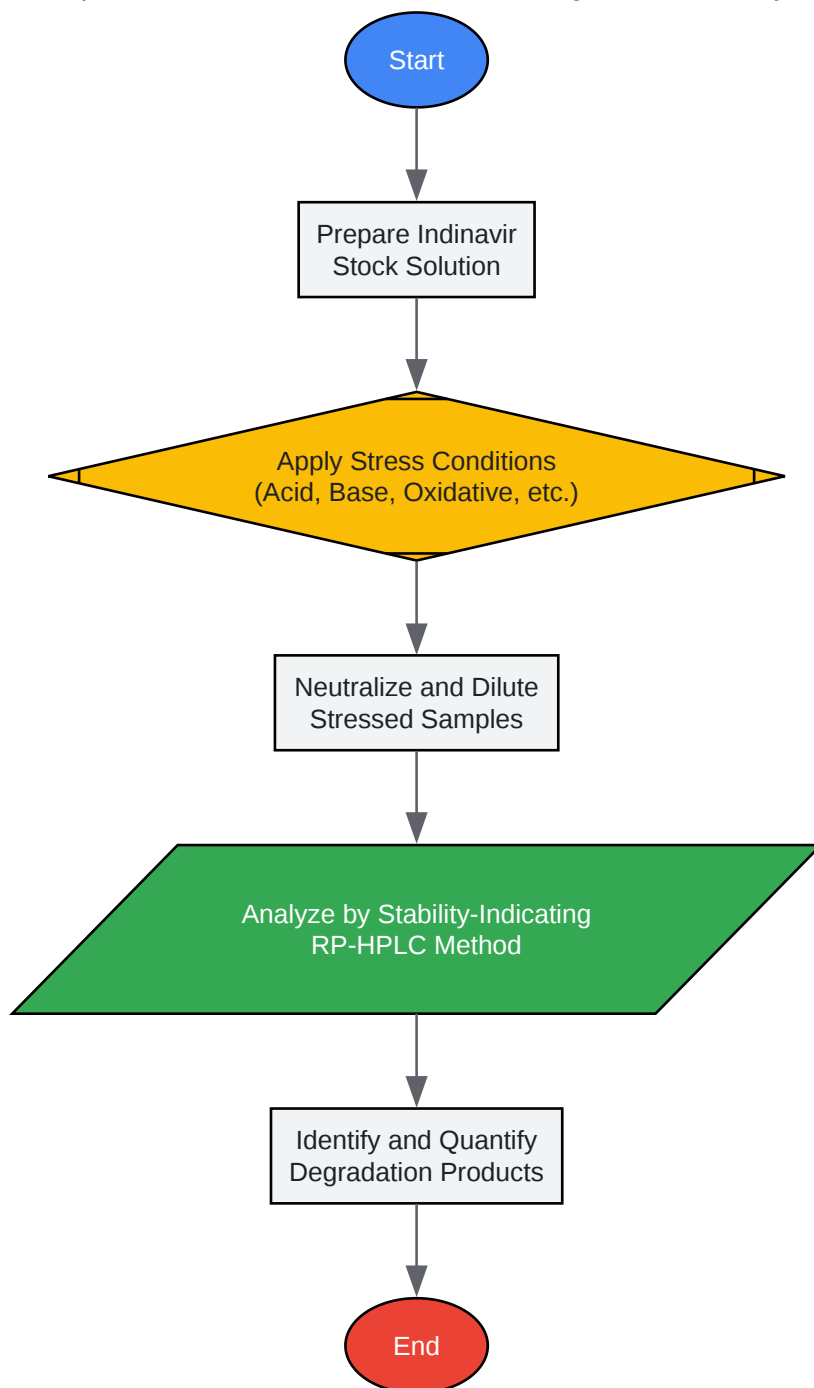 Start
Prepare Indinavir
Stock Solution
Apply Stress Conditions
(Acid, Base, Oxidative, etc.)
Neutralize and Dilute
Stressed Samples
Analyze by Stability-Indicating
RP-HPLC Method
Identify and Quantify
Degradation Products
End